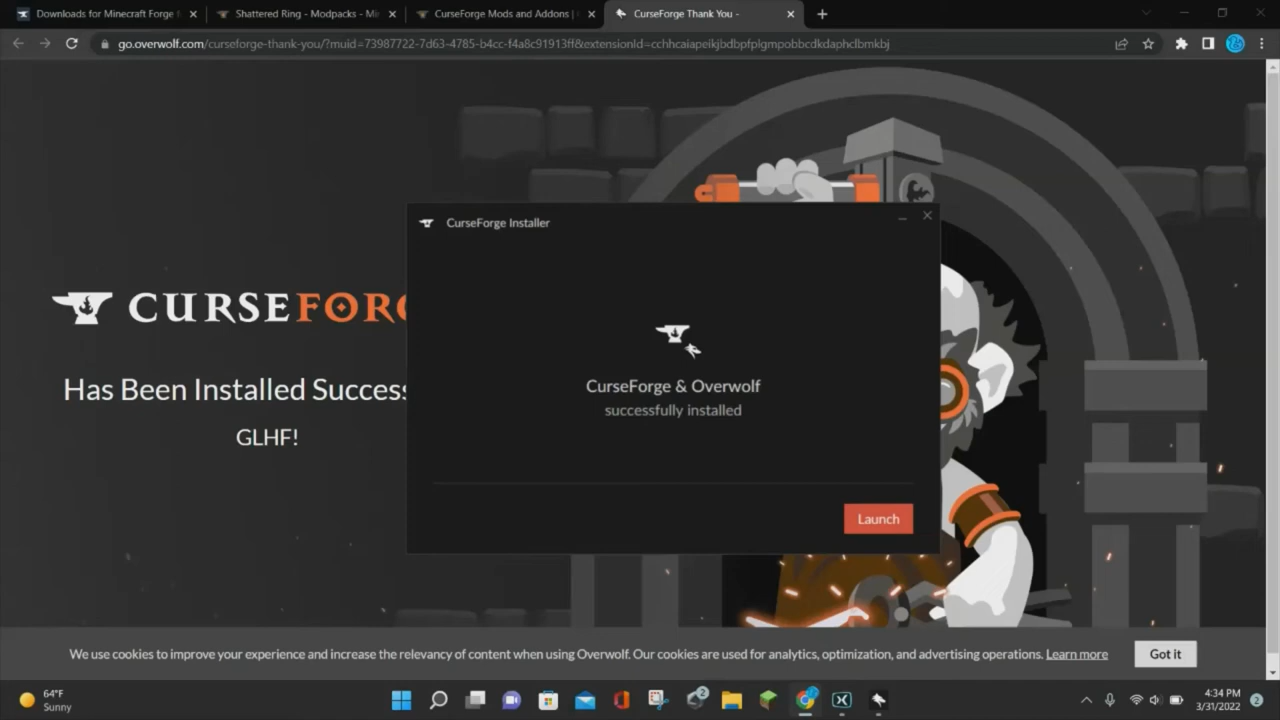 Downloads for Minecraft Forge f
Shattered Ring - Modpacks - Mi
CurseForge Mods and Addons |
CurseForge Thank You -
go.overwolf.com/curseforge-thank-you/?muid=73987722-7d63-4785-b4cc-f4a8c91913ff&extensionId=cchhcaiapeikjbdbpfplgmpobbcdkdaphclbmkbj
CurseForge Installer
CURSEFORG
CurseForge & Overwolf
successfully installed
Has Been Installed Success
GLHF!
Launch
We use cookies to improve your experience and increase the relevancy of content when using Overwolf. Our cookies are used for analytics, optimization, and advertising operations. Learn more
Got it
64°F
Sunny
2
4:34 PM
3/31/2022
2